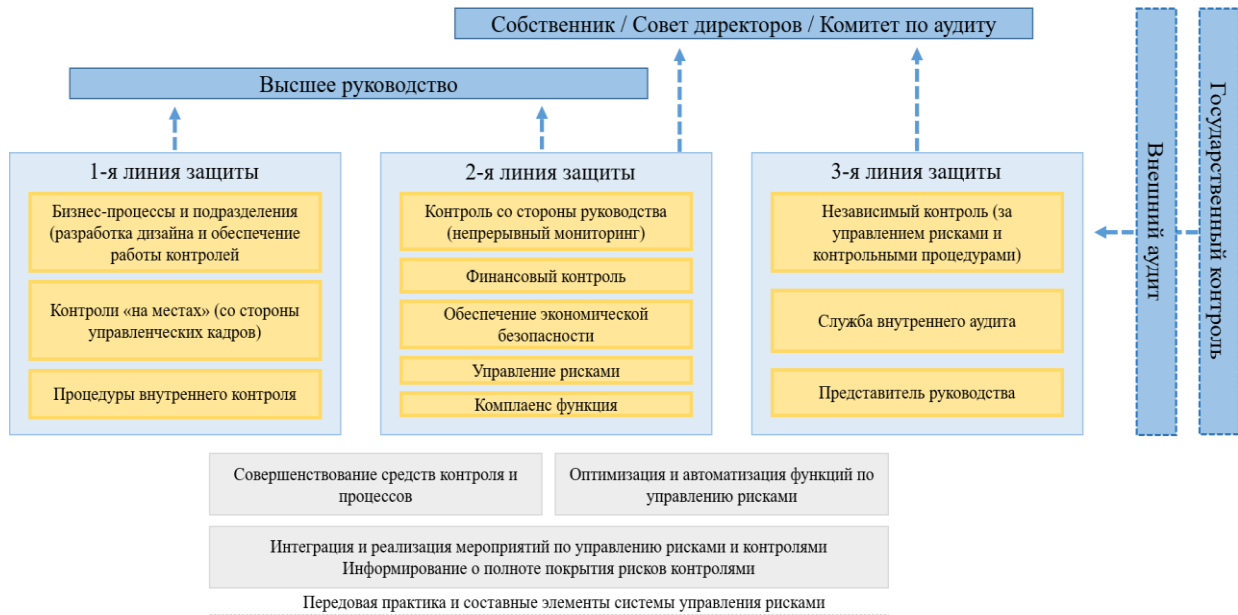 Собственник / Совет директоров / Комитет по аудиту
Высшее руководство
1-я линия защиты
Бизнес-процессы и подразделения
(разработка дизайна и обеспечение
работы контролей
Контроли «на местах» (со стороны
управленческих кадров)
Процедуры внутреннего контроля
2-я линия защиты
Контроль со стороны руководства
(непрерывный мониторинг)
Финансовый контроль
Обеспечение экономической
безопасности
Управление рисками
Комплаенс функция
3-я линия защиты
Независимый контроль (за
управлением рисками и
контрольными процедурами)
Служба внутреннего аудита
Представитель руководства
Внешний аудит
Государственный контроль
Совершенствование средств контроля и
процессов
Оптимизация и автоматизация функций по
управлению рисками
Интеграция и реализация мероприятий по управлению рисками и контролями
Информирование о полноте покрытия рисков контролями
Передовая практика и составные элементы системы управления рисками